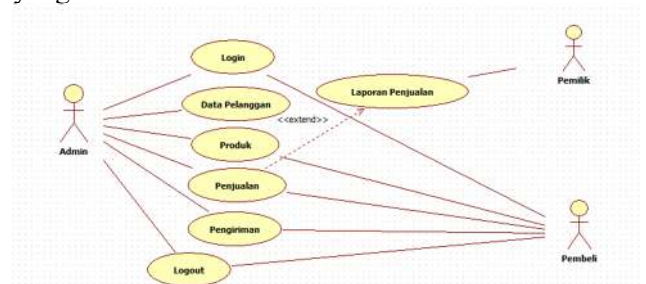 Login
Pemilik
Laporan Penjualan
Data Pelanggan
<<extend>>
Admin
Produk
Penjualan
Pengiriman
Pembeli
Logout